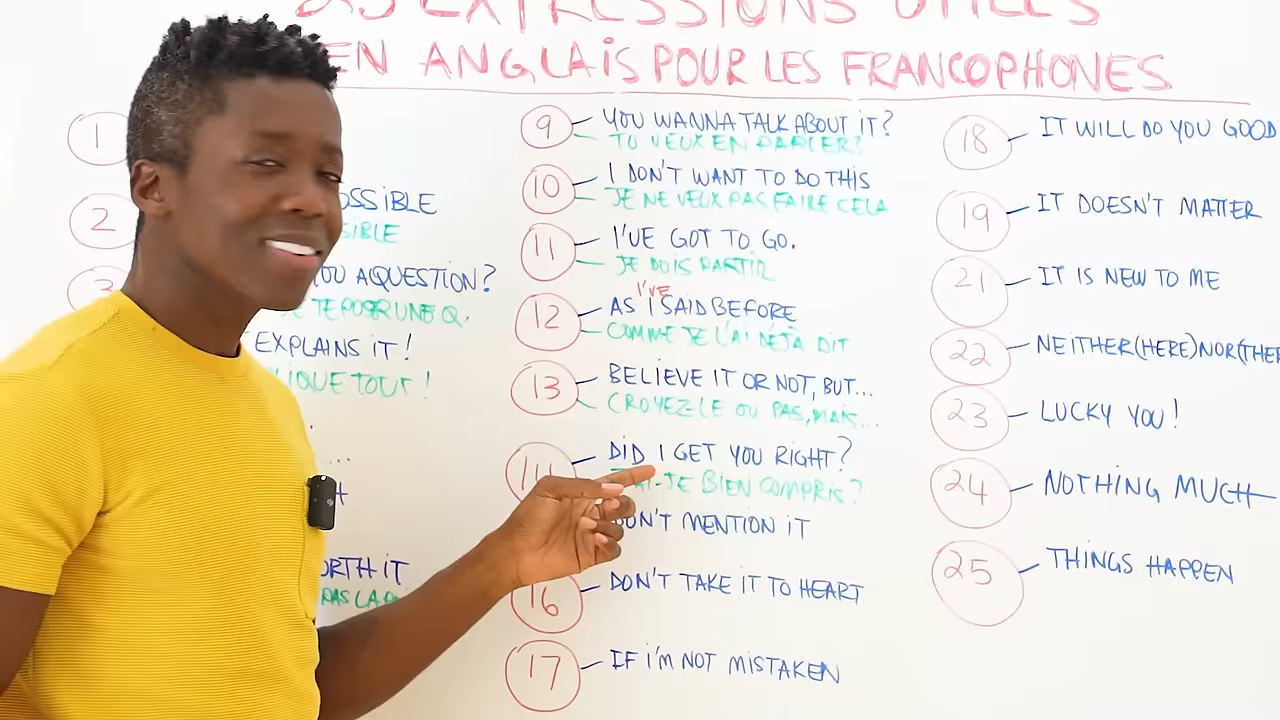 25 EXPRESSIONS UTILES
EN ANGLAIS POUR LES FRANCOPHONES
1
2
OSSIBLE
SIBLE
3
OU A QUESTION?
TE POSER UNE Q.
EXPLAINS IT!
LIQUE TOUT!
...
ORTH IT
PAS LA
9 YOU WANNA TALK ABOUT IT?
TU VEUX EN PARLER?
10 I DON'T WANT TO DO THIS
JE NE VEUX PAS FAIRE CELA
11 I'VE GOT TO GO.
JE DOIS PARTIR
I'VE
12 AS I SAID BEFORE
COMME JE L'AI DÉJÀ DIT
13 BELIEVE IT OR NOT, BUT...
CROYEZ-LE OU PAS, MAIS...
14 DID I GET YOU RIGHT?
AI-JE BIEN COMPRIS?
DON'T MENTION IT
16 DON'T TAKE IT TO HEART
17 IF I'M NOT MISTAKEN
18 IT WILL DO YOU GOOD
19 IT DOESN'T MATTER
21 IT IS NEW TO ME
22 NEITHER (HERE) NOR (THER
23 LUCKY YOU!
24 NOTHING MUCH
25 THINGS HAPPEN